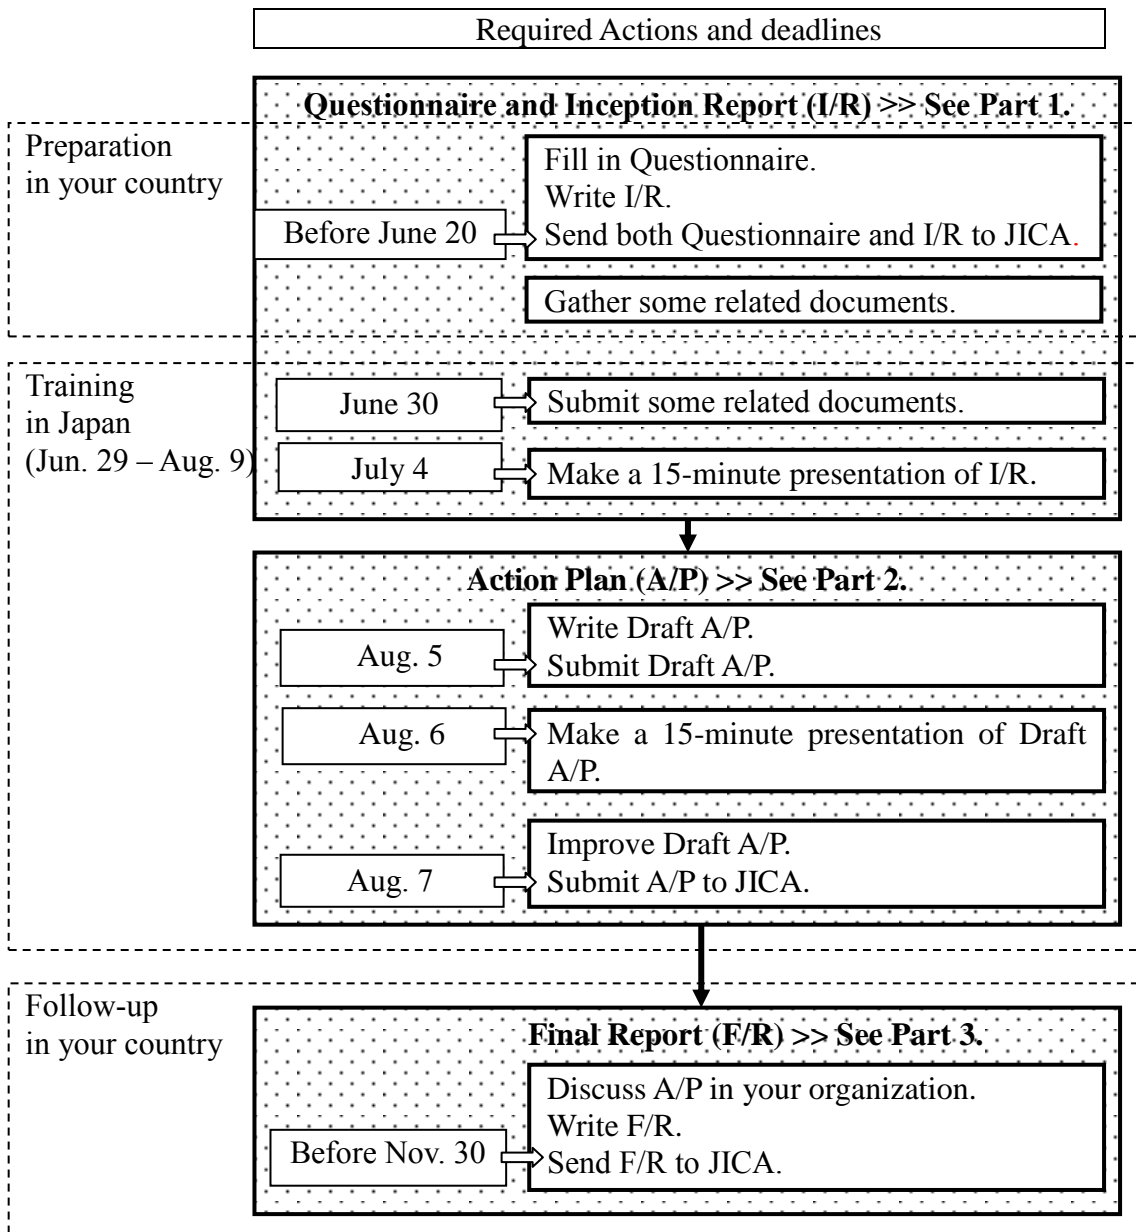 Required Actions and deadlines
Questionnaire and Inception Report (I/R) >> See Part 1.
Preparation
in your country
Fill in Questionnaire.
Write I/R.
Before June 20
Send both Questionnaire and I/R to JICA.
Gather some related documents.
Training
in Japan
(Jun. 29 – Aug. 9)
June 30
Submit some related documents.
July 4
Make a 15-minute presentation of I/R.
Action Plan (A/P) >> See Part 2.
Write Draft A/P.
Aug. 5
Submit Draft A/P.
Aug. 6
Make a 15-minute presentation of Draft
A/P.
Improve Draft A/P.
Aug. 7
Submit A/P to JICA.
Follow-up
in your country
Final Report (F/R) >> See Part 3.
Discuss A/P in your organization.
Write F/R.
Before Nov. 30
Send F/R to JICA.